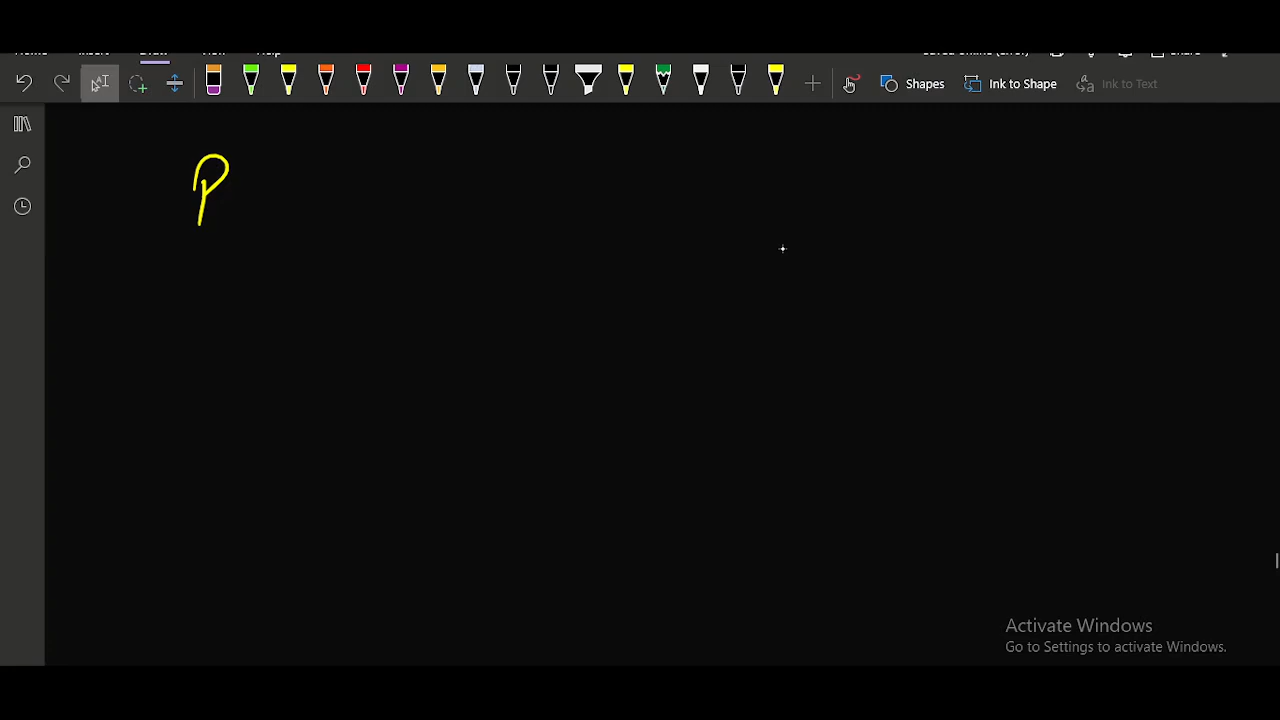 Shapes
Ink to Shape
Ink to Text
P
Activate Windows
Go to Settings to activate Windows.